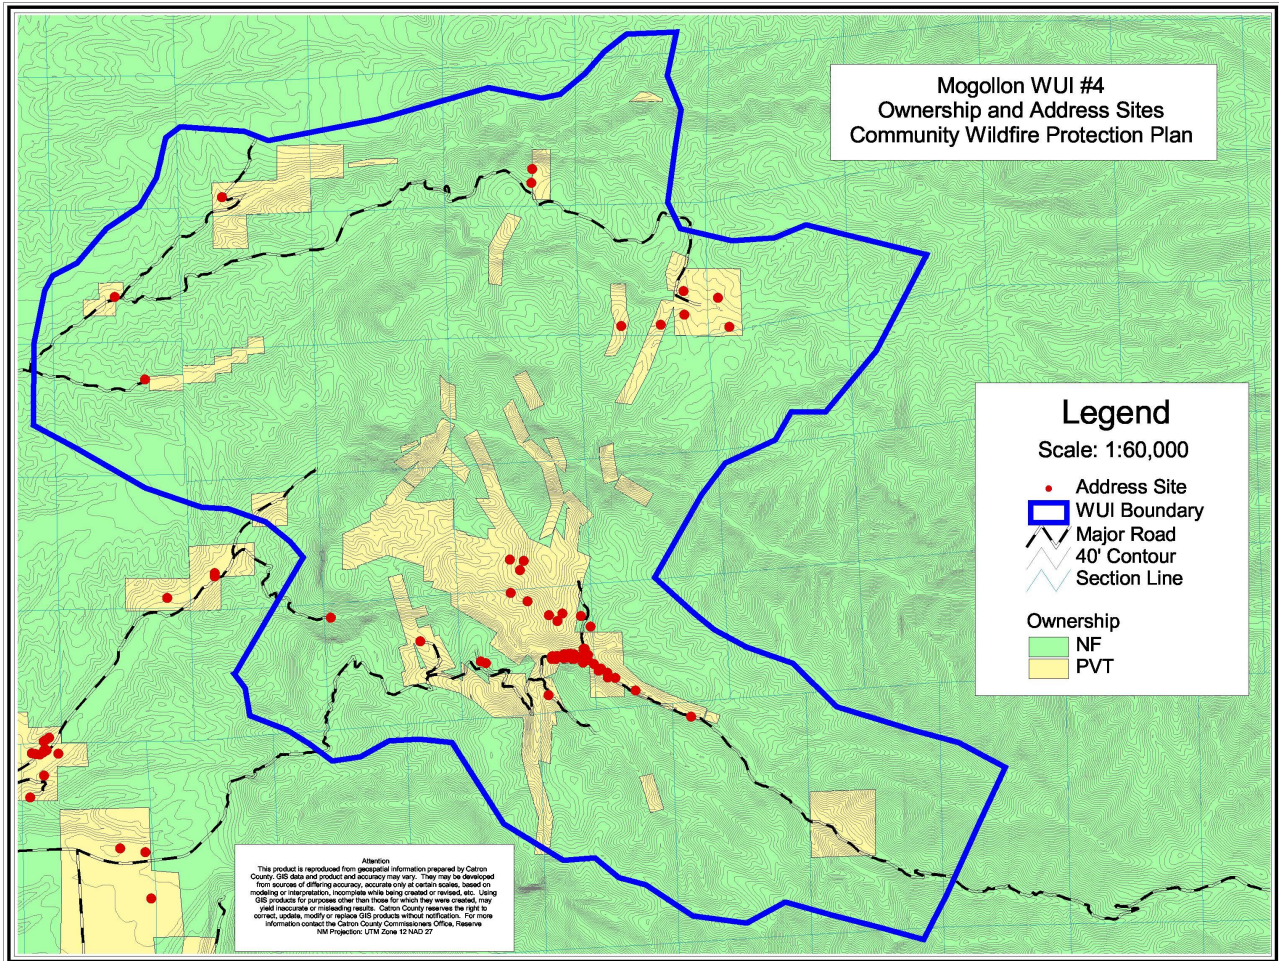 Mogollon WUI #4
Ownership and Address Sites
Community Wildfire Protection Plan
Legend
Scale: 1:60,000
Address Site
WUI Boundary
Major Road
40' Contour
Section Line
Ownership
NF
PVT
Attention
This product is reproduced from geospatial information prepared by Catron
County. GIS data and product and accuracy may vary. They may be developed
from sources of differing accuracy, accurate only at certain scales, based on
modeling or interpretation, incomplete while being created or revised, etc. Using
GIS products for purposes other than those for which they were created, may
yield inaccurate or misleading results. Catron County reserves the right to
correct, update, modify or replace GIS products without notification. For more
information contact the Catron County Commissioners Office, Reserve
NM Projection: UTM Zone 12 NAD 27